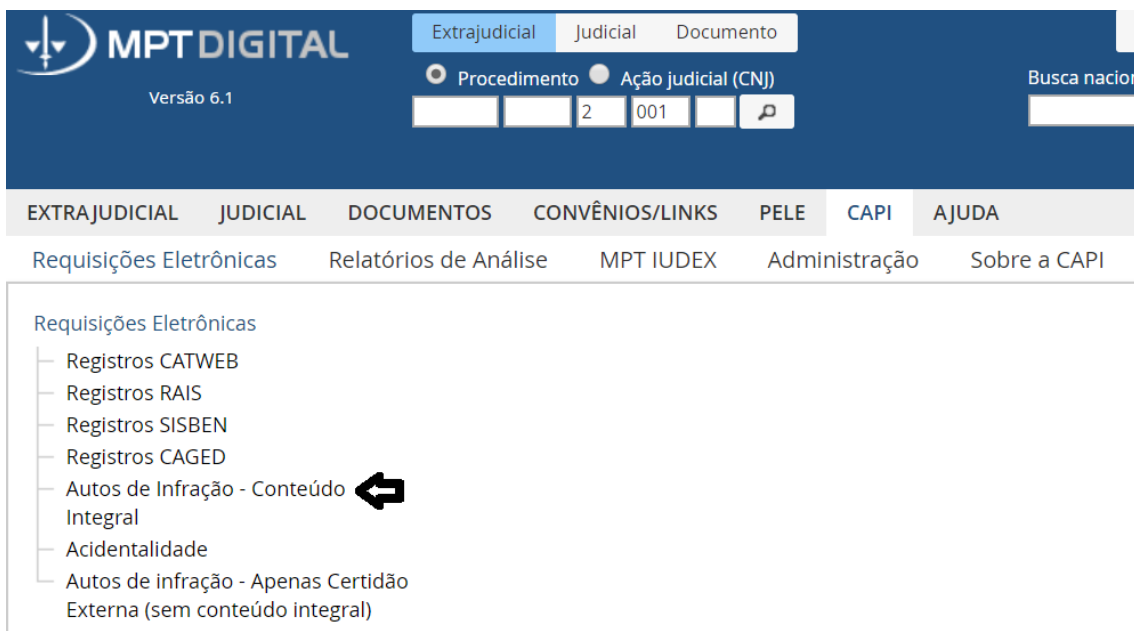 MPTDIGITAL
Versão 6.1
Extrajudicial Judicial Documento
Procedimento Ação judicial (CNJ)
2 001
Busca nacion
EXTRAJUDICIAL JUDICIAL DOCUMENTOS CONVÊNIOS/LINKS PELE CAPI AJUDA
Requisições Eletrônicas Relatórios de Análise MPT IUDEX Administração Sobre a CAPI
Requisições Eletrônicas
Registros CATWEB
Registros RAIS
Registros SISBEN
Registros CAGED
Autos de Infração - Conteúdo
Integral
Acidentalidade
Autos de infração - Apenas Certidão
Externa (sem conteúdo integral)